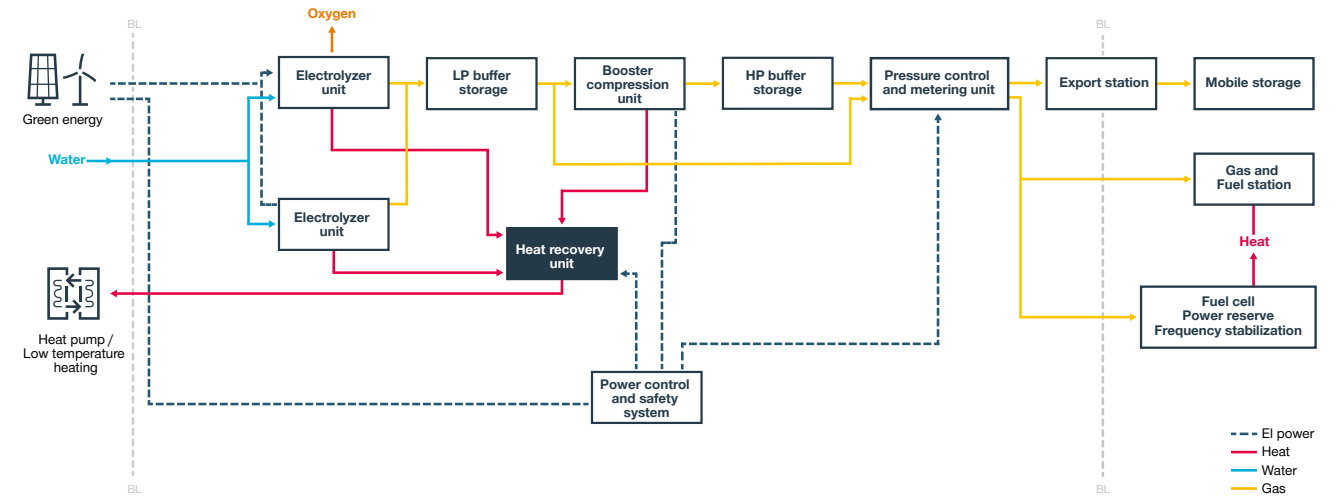 BL
BL
Oxygen
Green energy
Electrolyzer
unit
LP buffer
storage
Booster
compression
unit
HP buffer
storage
Pressure control
and metering unit
Export station
Mobile storage
Water
Electrolyzer
unit
Heat recovery
unit
Gas and
Fuel station
Heat
Fuel cell
Power reserve
Frequency stabilization
Heat pump /
Low temperature
heating
Power control
and safety
system
El power
Heat
Water
Gas
BL
BL